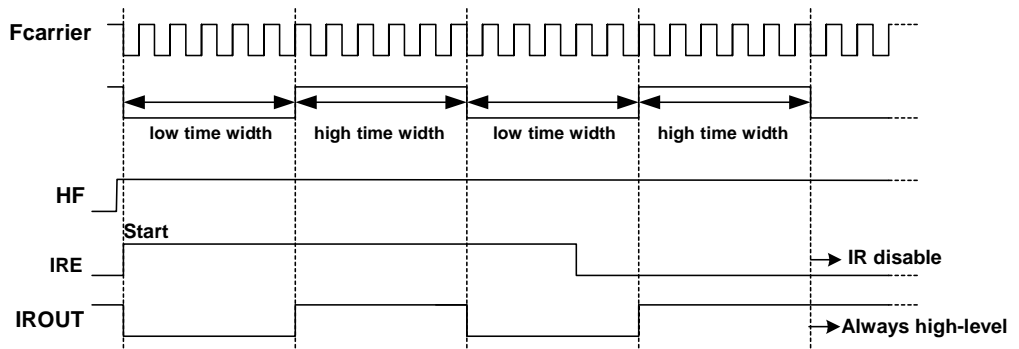 Fcarrier
low time width high time width low time width high time width
HF
Start
IRE
IR disable
IROUT
Always high-level